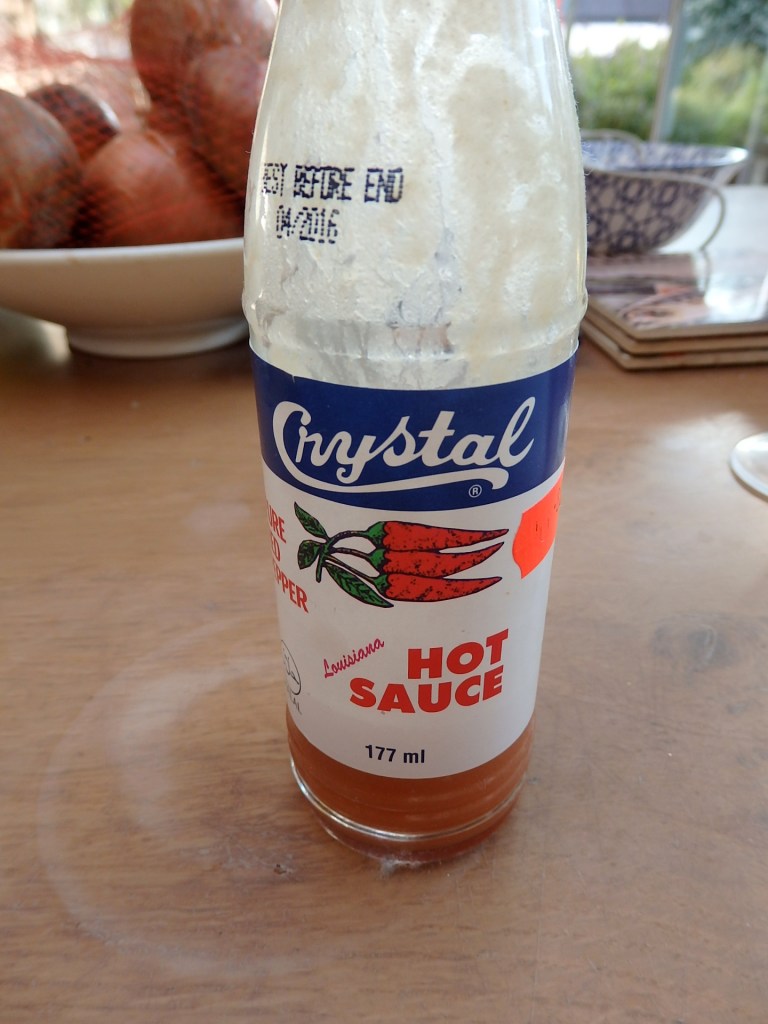 BEST BEFORE END
04/2016
Crystal
®
Louisiana
HOT
SAUCE
177 ml